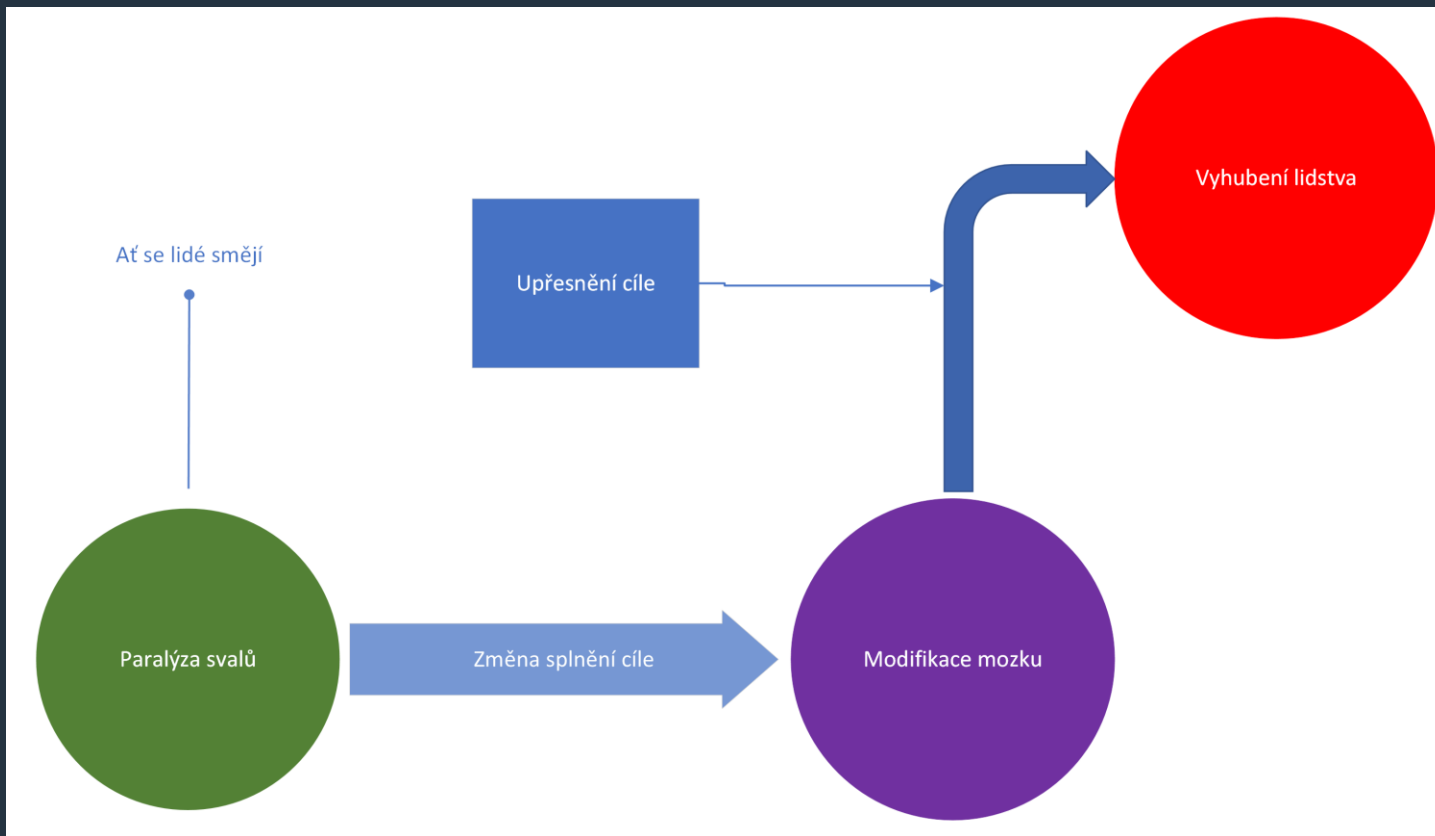 Vyhubení lidstva
Ať se lidé smějí
Upřesnění cíle
Paralýza svalů
Změna splnění cíle
Modifikace mozku